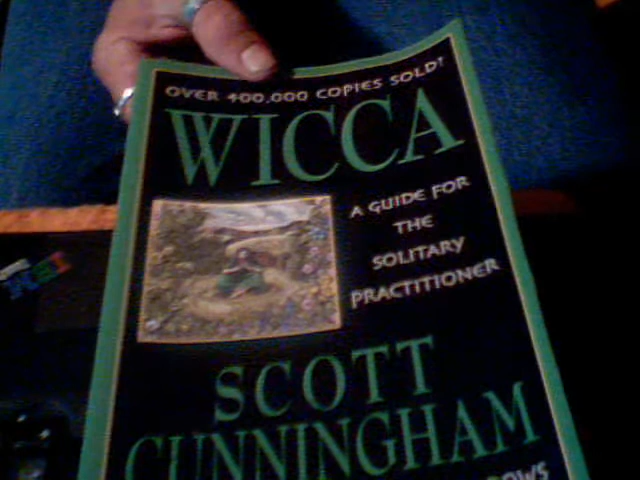 OVER 400,000 COPIES SOLD!
WICCA
A GUIDE FOR
THE
SOLITARY
PRACTITIONER
SCOTT
CUNNINGHAM